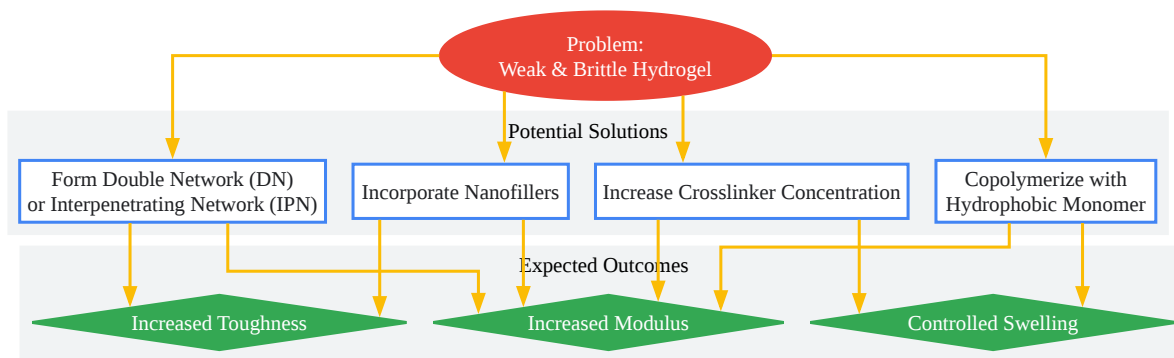 Problem:
Weak & Brittle Hydrogel
Potential Solutions
Form Double Network (DN)
or Interpenetrating Network (IPN)
Incorporate Nanofillers
Increase Crosslinker Concentration
Copolymerize with
Hydrophobic Monomer
Expected Outcomes
Increased Toughness
Increased Modulus
Controlled Swelling